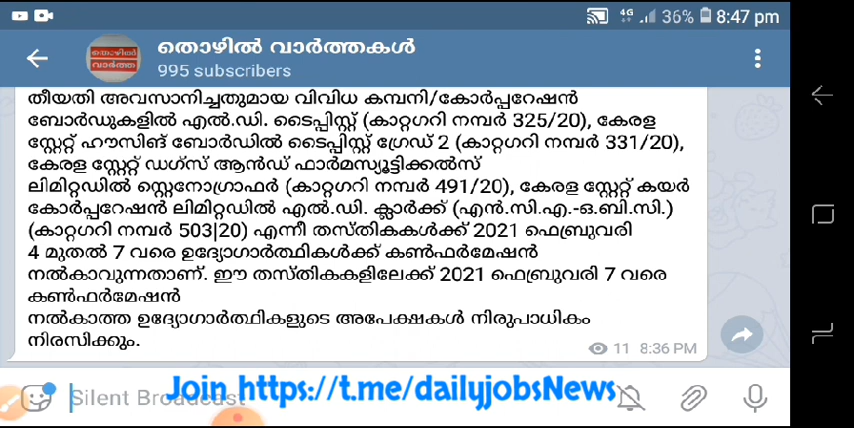 4G 36% 8:47 pm
തൊഴിൽ വാർത്തകൾ
തൊഴിൽ
വാർത്ത
995 subscribers
തീയതി അവസാനിച്ചതുമായ വിവിധ കമ്പനി/കോർപ്പറേഷൻ
ബോർഡുകളിൽ എൽ.ഡി. ടൈപ്പിസ്റ്റ് (കാറ്റഗറി നമ്പർ 325/20), കേരള
സ്റ്റേറ്റ് ഹൗസിങ് ബോർഡിൽ ടൈപ്പിസ്റ്റ് ഗ്രേഡ് 2 (കാറ്റഗറി നമ്പർ 331/20),
കേരള സ്റ്റേറ്റ് ഡഗ്സ് ആൻഡ് ഫാർമസ്യൂട്ടിക്കൽസ്
ലിമിറ്റഡിൽ സ്റ്റെനോഗ്രാഫർ (കാറ്റഗറി നമ്പർ 491/20), കേരള സ്റ്റേറ്റ് കയർ
കോർപ്പറേഷൻ ലിമിറ്റഡിൽ എൽ.ഡി. ക്ലാർക്ക് (എൻ.സി.എ.-ഒ.ബി.സി.)
(കാറ്റഗറി നമ്പർ 503|20) എന്നീ തസ്തികകൾക്ക് 2021 ഫെബ്രുവരി
4 മുതൽ 7 വരെ ഉദ്യോഗാർത്ഥികൾക്ക് കൺഫർമേഷൻ
നൽകാവുന്നതാണ്. ഈ തസ്തികകളിലേക്ക് 2021 ഫെബ്രുവരി 7 വരെ
കൺഫർമേഷൻ
നൽകാത്ത ഉദ്യോഗാർത്ഥികളുടെ അപേക്ഷകൾ നിരുപാധികം
നിരസിക്കും.
11 8:36 PM
Silent Broadcast
Join https://t.me/dailyjobsNews